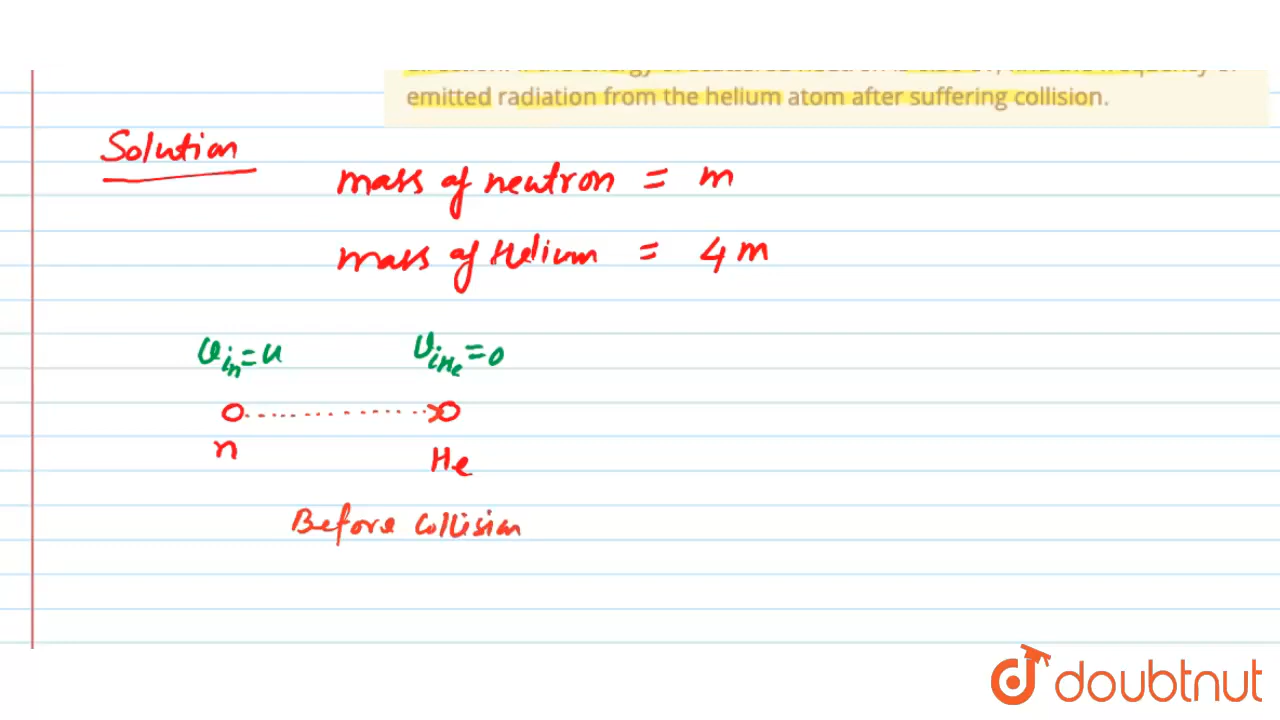 emitted radiation from the helium atom after suffering collision.
Solution
mass of neutron = m
mass of Helium = 4m
v_in = u v_iHe = 0
n
He
Before Collision
doubtnut